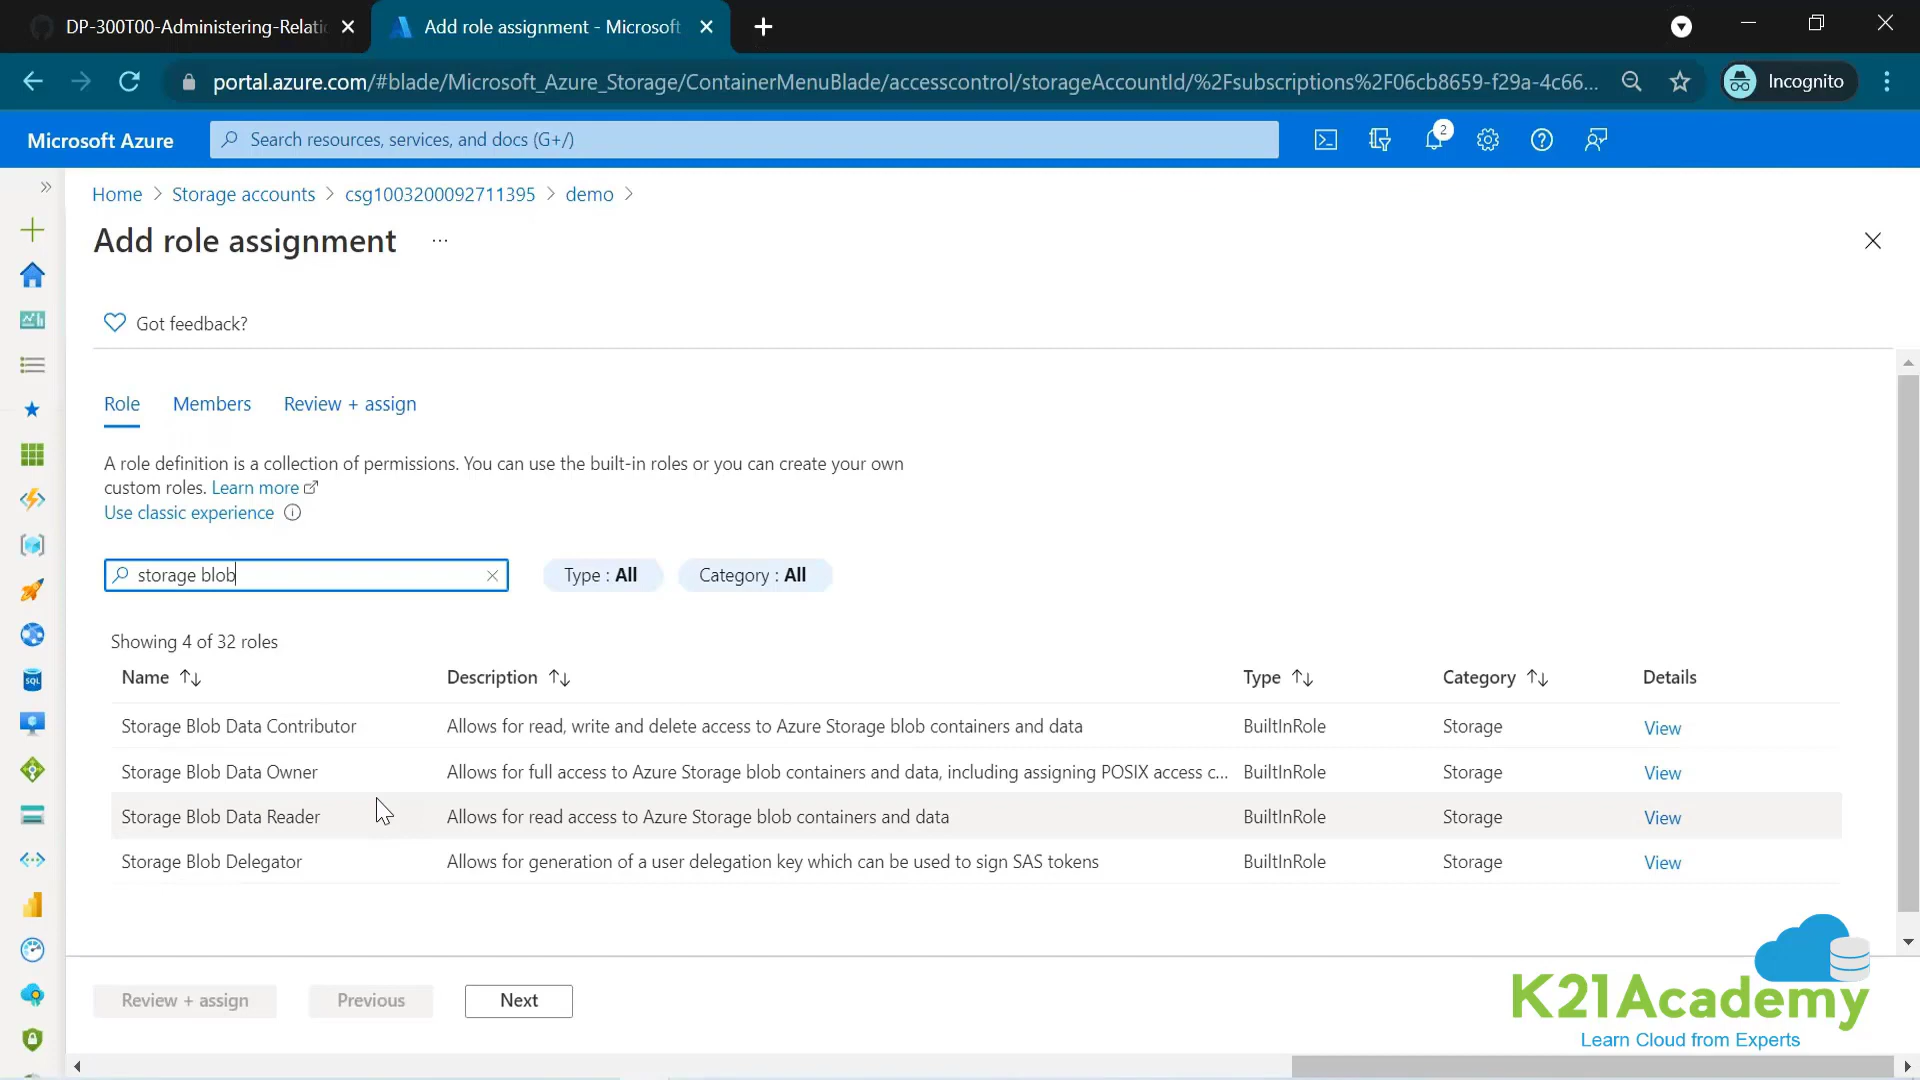 DP-300T00-Administering-Relati
Add role assignment - Microsoft
portal.azure.com/#blade/Microsoft_Azure_Storage/ContainerMenuBlade/accesscontrol/storageAccountId/%2Fsubscriptions%2F06cb8659-f29a-4c66...
Incognito
Microsoft Azure
Search resources, services, and docs (G+/)
2
Home > Storage accounts > csg1003200092711395 > demo >
Add role assignment ...
Got feedback?
Role Members Review + assign
A role definition is a collection of permissions. You can use the built-in roles or you can create your own
custom roles. Learn more
Use classic experience
storage blob
Type : All
Category : All
Showing 4 of 32 roles
Name Description Type Category Details
Storage Blob Data Contributor Allows for read, write and delete access to Azure Storage blob containers and data BuiltInRole Storage View
Storage Blob Data Owner Allows for full access to Azure Storage blob containers and data, including assigning POSIX access c... BuiltInRole Storage View
Storage Blob Data Reader Allows for read access to Azure Storage blob containers and data BuiltInRole Storage View
Storage Blob Delegator Allows for generation of a user delegation key which can be used to sign SAS tokens BuiltInRole Storage View
Review + assign Previous Next
K21Academy
Learn Cloud from Experts
SQL